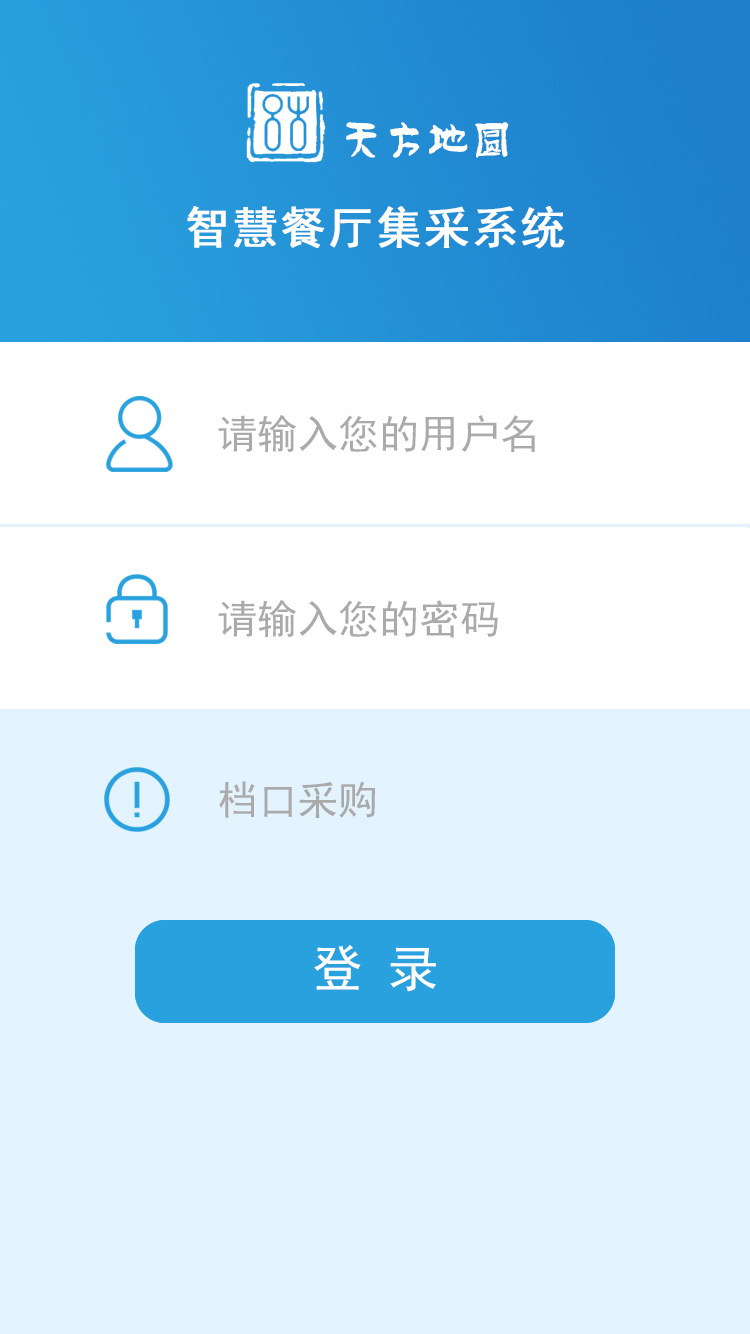 天方地圆
智慧餐厅集采系统
请输入您的用户名
请输入您的密码
档口采购
登 录